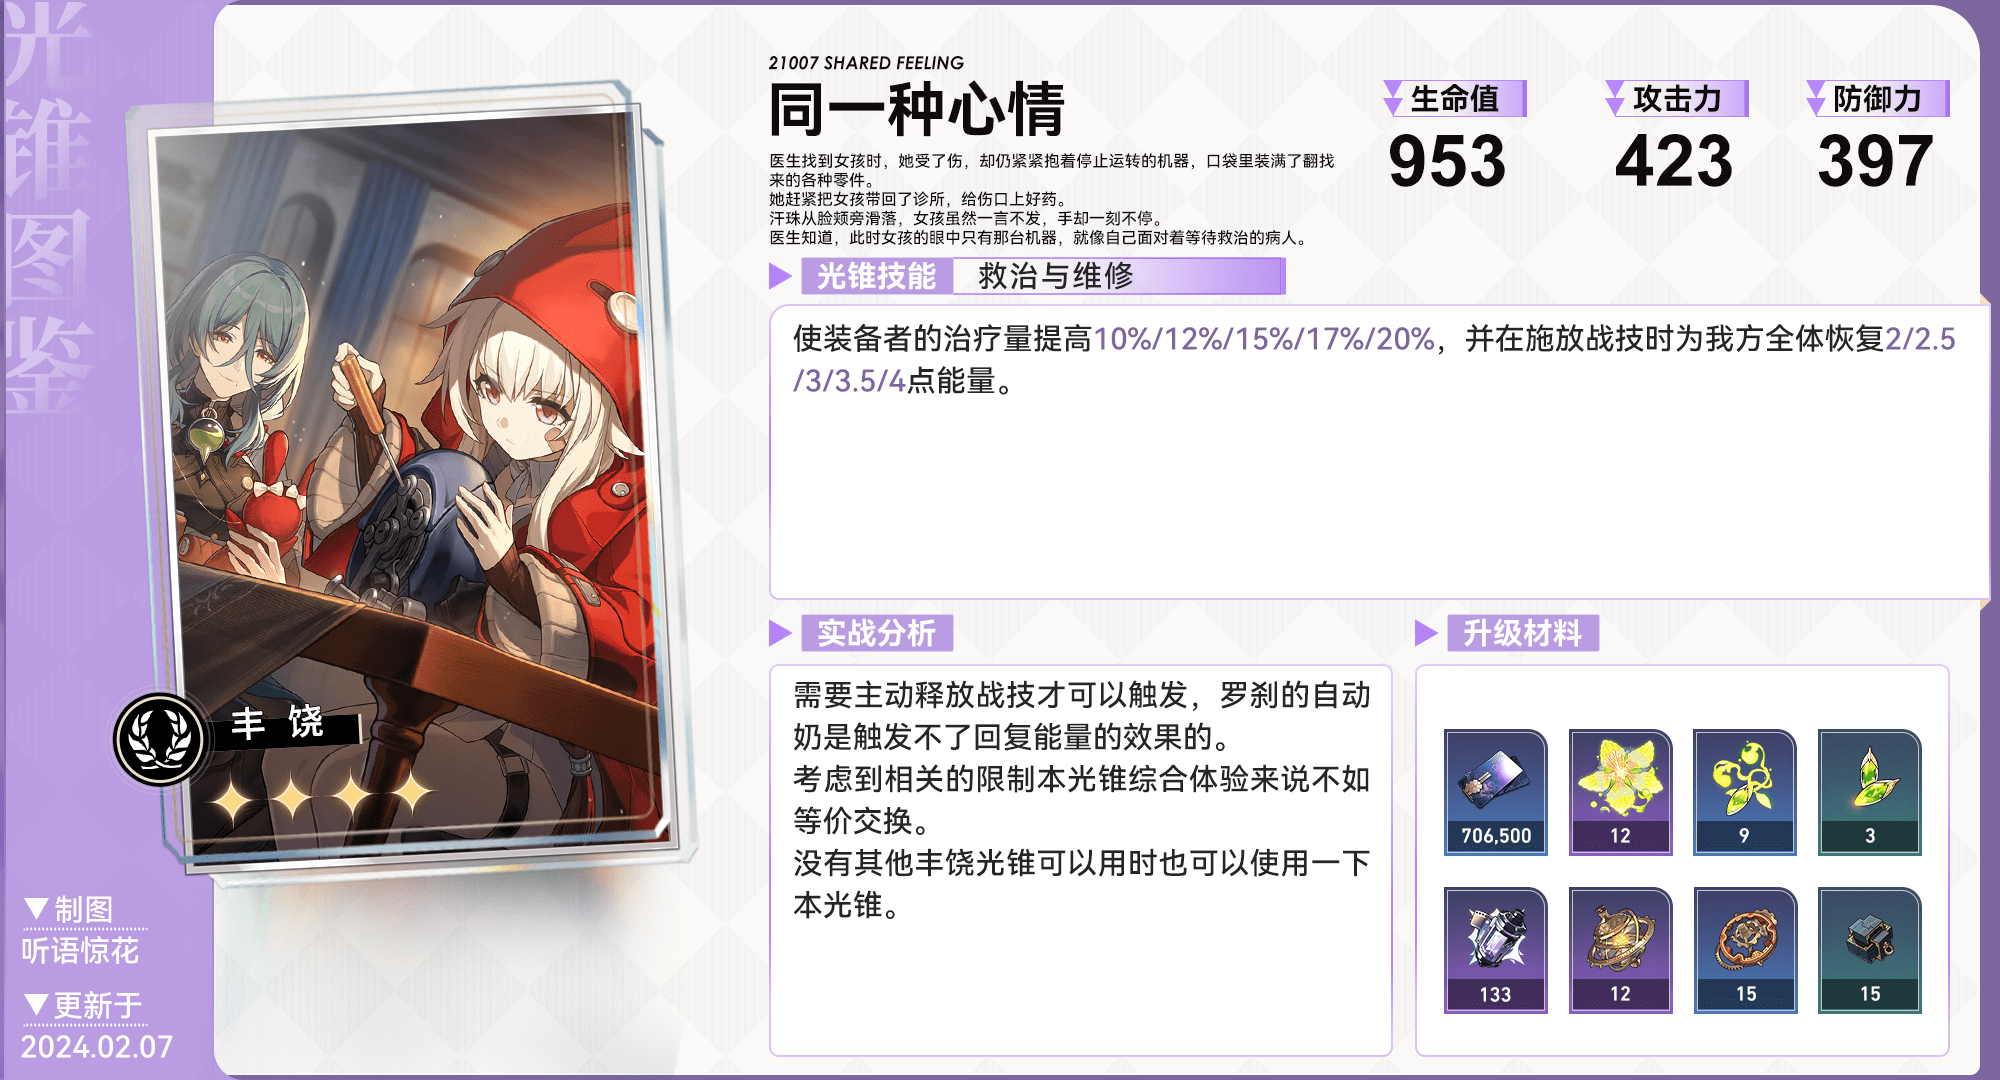 光锥图鉴
21007 SHARED FEELING
同一种心情
医生找到女孩时，她受了伤，却仍紧紧抱着停止运转的机器，口袋里装满了翻找
来的各种零件。
她赶紧把女孩带回了诊所，给伤口上好药。
汗珠从脸颊旁滑落，女孩虽然一言不发，手却一刻不停。
医生知道，此时女孩的眼中只有那台机器，就像自己面对着等待救治的病人。
生命值
953
攻击力
423
防御力
397
光锥技能 救治与维修
使装备者的治疗量提高10%/12%/15%/17%/20%，并在施放战技时为我方全体恢复2/2.5
/3/3.5/4点能量。
丰饶
实战分析
需要主动释放战技才可以触发，罗刹的自动
奶是触发不了回复能量的效果的。
考虑到相关的限制本光锥综合体验来说不如
等价交换。
没有其他丰饶光锥可以用时也可以使用一下
本光锥。
升级材料
706,500 12 9 3
133 12 15 15
制图
听语惊花
更新于
2024.02.07